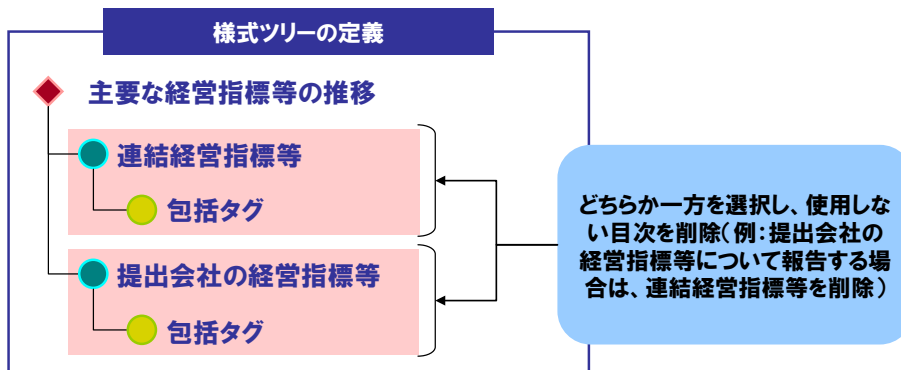 様式ツリーの定義
主要な経営指標等の推移
連結経営指標等
包括タグ
提出会社の経営指標等
包括タグ
どちらか一方を選択し、使用しな
い目次を削除（例：提出会社の
経営指標等について報告する場
合は、連結経営指標等を削除）